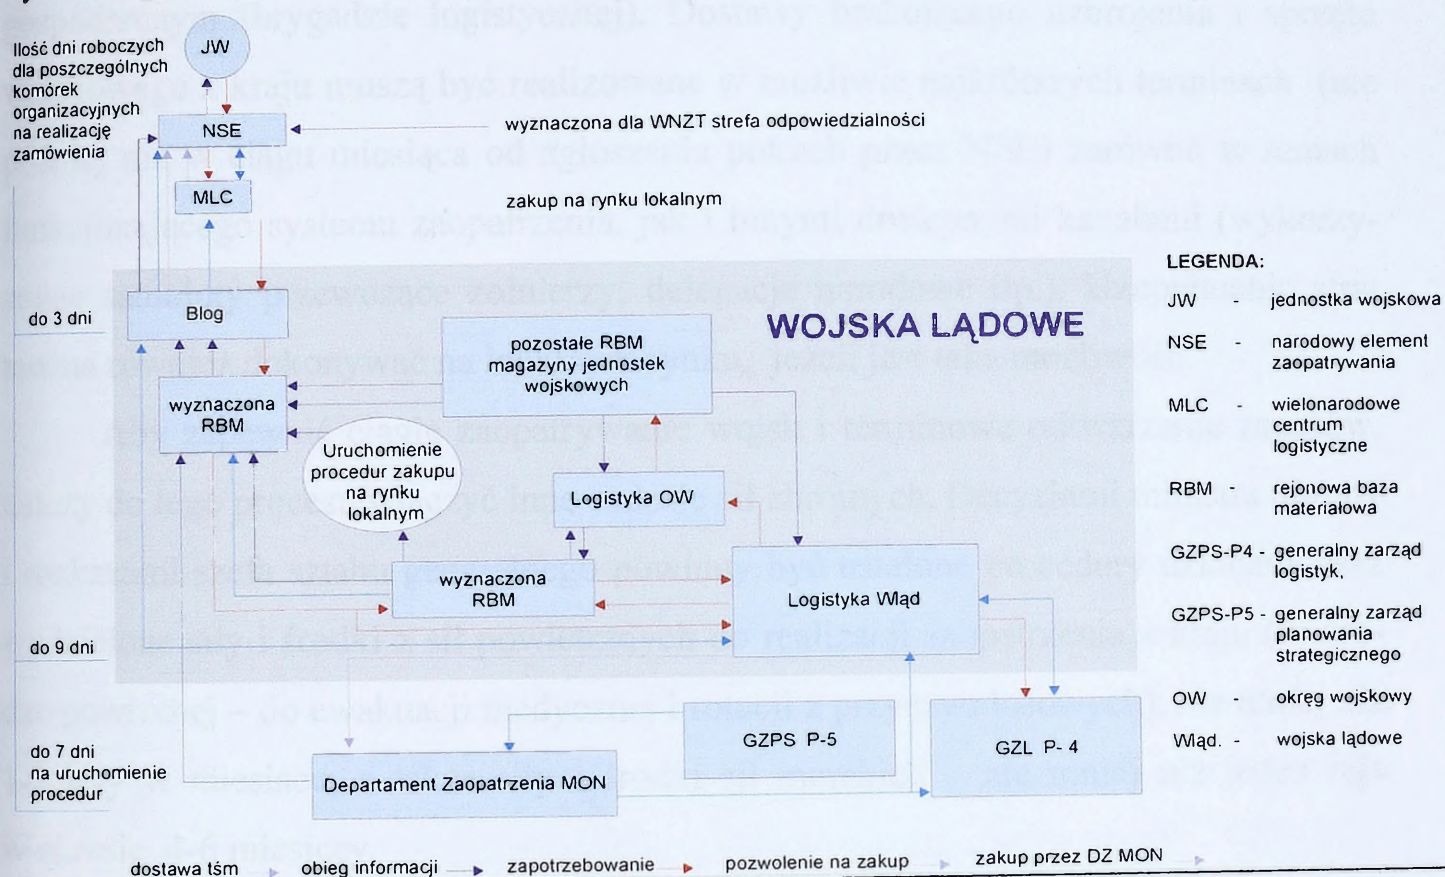 Ilość dni roboczych
dla poszczególnych
komórek
organizacyjnych
na realizację
zamówienia
JW
NSE
wyznaczona dla WNZT strefa odpowiedzialności
MLC
zakup na rynku lokalnym
do 3 dni
Blog
WOJSKA LĄDOWE
pozostałe RBM
magazyny jednostek
wojskowych
wyznaczona
RBM
Uruchomienie
procedur zakupu
na rynku
lokalnym
Logistyka OW
wyznaczona
RBM
Logistyka Wląd
do 9 dni
do 7 dni
na uruchomienie
procedur
Departament Zaopatrzenia MON
GZPS P-5
GZL P- 4
LEGENDA:
JW - jednostka wojskowa
NSE - narodowy element
zaopatrywania
MLC - wielonarodowe
centrum
logistyczne
RBM - rejonowa baza
materiałowa
GZPS-P4 - generalny zarząd
logistyk,
GZPS-P5 - generalny zarząd
planowania
strategicznego
OW - okręg wojskowy
Wląd. - wojska lądowe
dostawa tśm obieg informacji zapotrzebowanie pozwolenie na zakup zakup przez DZ MON